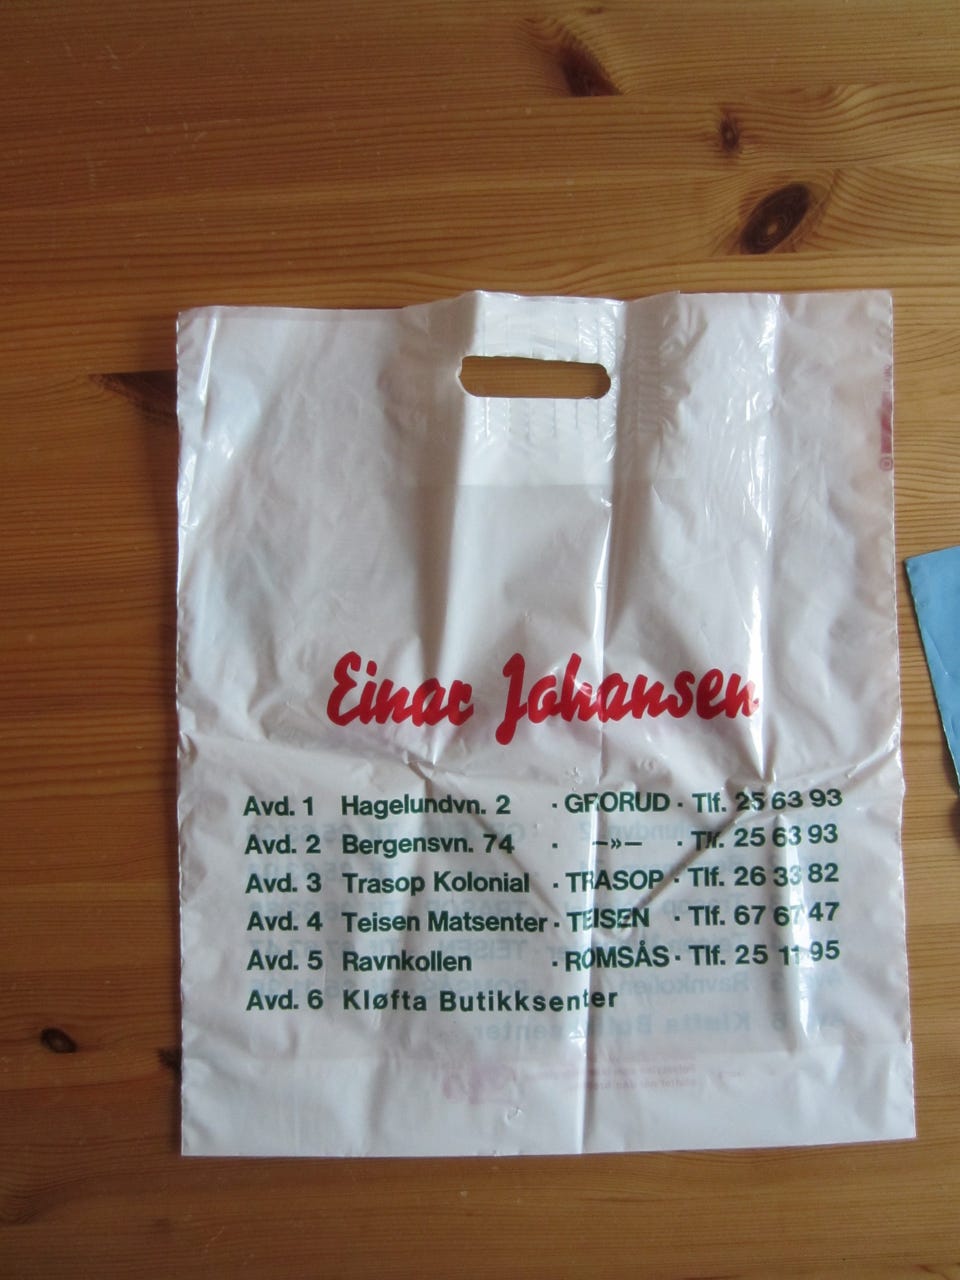 Einar Johansen
Avd. 1 Hagelundvn. 2 · GRORUD · Tlf. 25 63 93
Avd. 2 Bergensvn. 74 · —»— · Tlf. 25 63 93
Avd. 3 Trasop Kolonial · TRASOP · Tlf. 26 33 82
Avd. 4 Teisen Matsenter · TEISEN · Tlf. 67 67 47
Avd. 5 Ravnkollen · ROMSÅS · Tlf. 25 11 95
Avd. 6 Kløfta Butikksenter